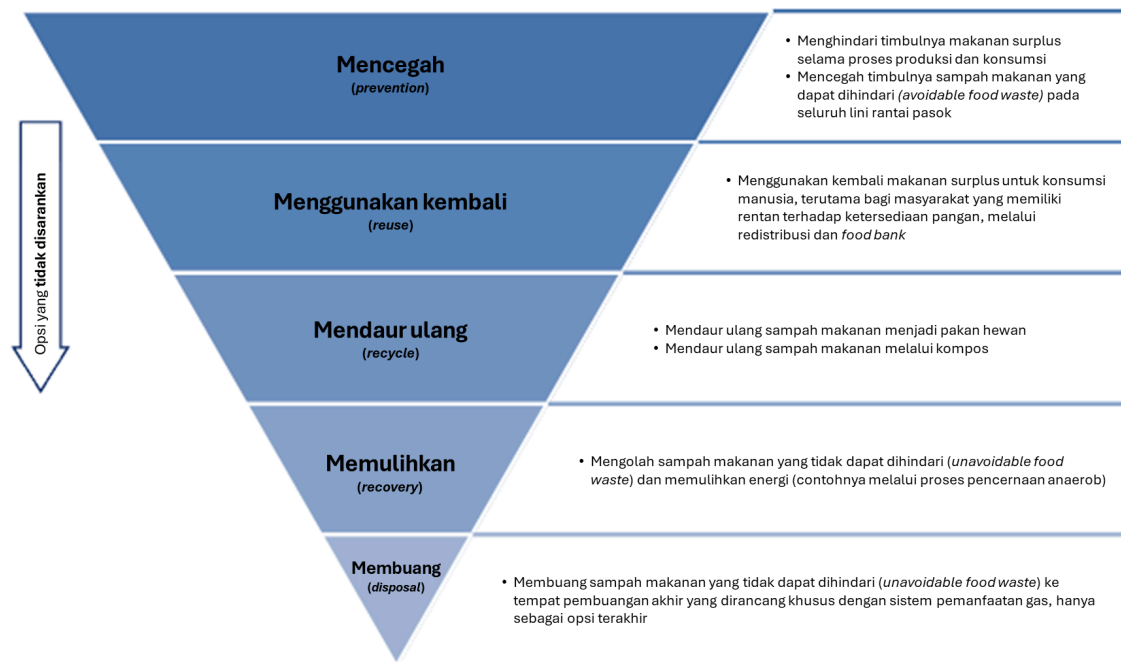 Mencegah
(prevention)
• Menghindari timbulnya makanan surplus
selama proses produksi dan konsumsi
• Mencegah timbulnya sampah makanan yang
dapat dihindari (avoidable food waste) pada
seluruh lini rantai pasok
Opsi yang tidak disarankan
Menggunakan kembali
(reuse)
• Menggunakan kembali makanan surplus untuk konsumsi
manusia, terutama bagi masyarakat yang memiliki
rentan terhadap ketersediaan pangan, melalui
redistribusi dan food bank
Mendaur ulang
(recycle)
• Mendaur ulang sampah makanan menjadi pakan hewan
• Mendaur ulang sampah makanan melalui kompos
Memulihkan
(recovery)
• Mengolah sampah makanan yang tidak dapat dihindari (unavoidable food
waste) dan memulihkan energi (contohnya melalui proses pencernaan anaerob)
Membuang
(disposal)
• Membuang sampah makanan yang tidak dapat dihindari (unavoidable food waste) ke
tempat pembuangan akhir yang dirancang khusus dengan sistem pemanfaatan gas, hanya
sebagai opsi terakhir